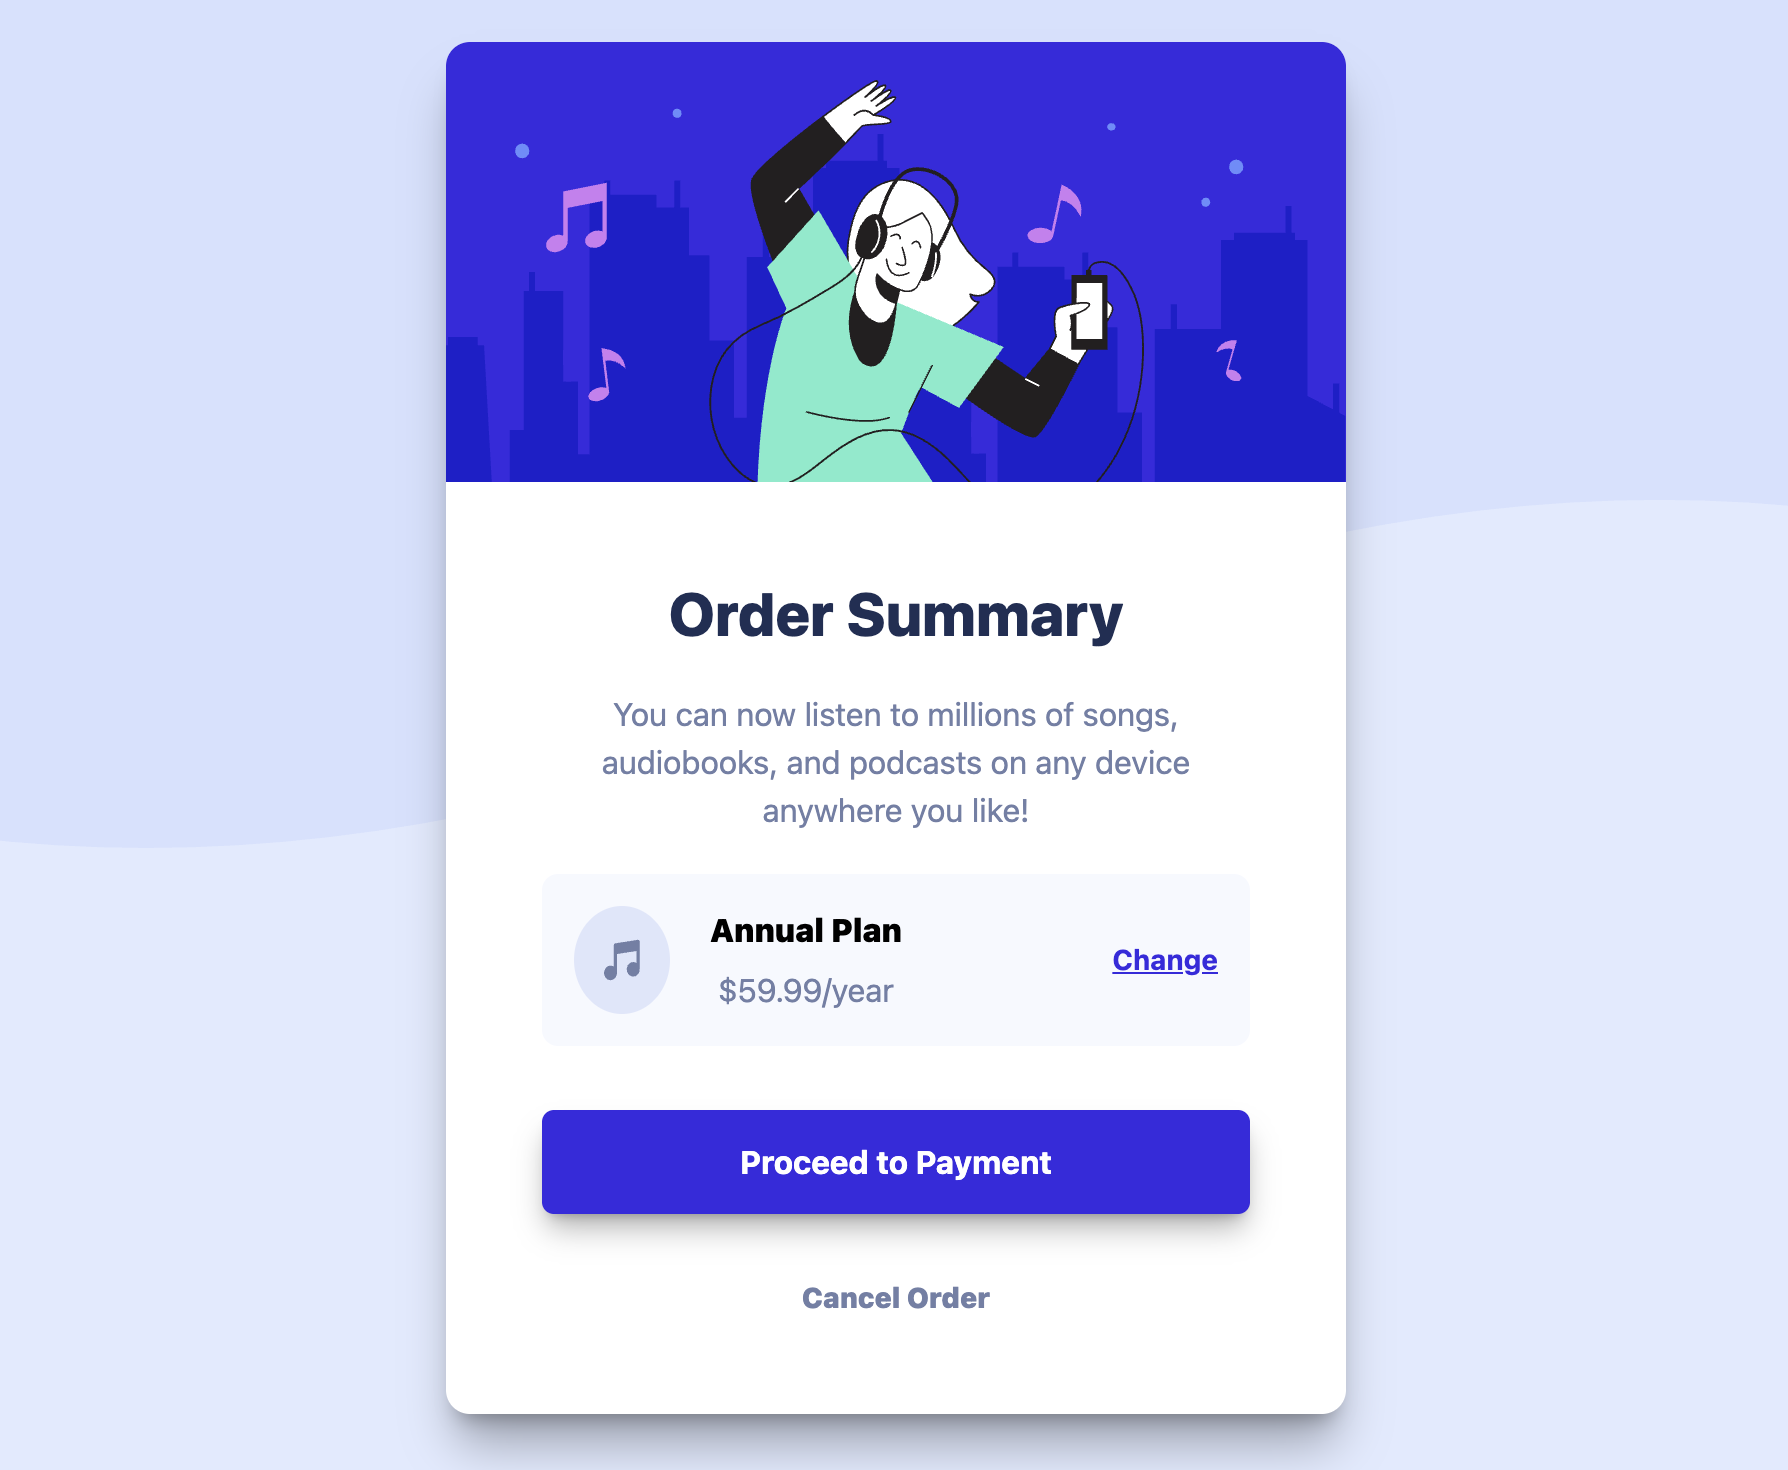 Order Summary
You can now listen to millions of songs,
audiobooks, and podcasts on any device
anywhere you like!
Annual Plan
$59.99/year
Change
Proceed to Payment
Cancel Order